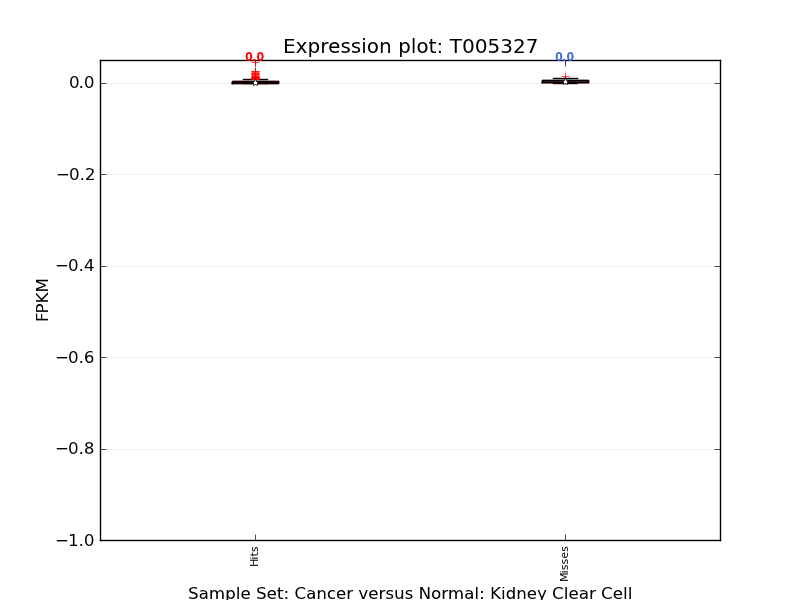 Expression plot: T005327
0.0 0.0
0.0
−0.2
−0.4
−0.6
−0.8
−1.0
FPKM
Hits Misses
Sample Set: Cancer versus Normal: Kidney Clear Cell